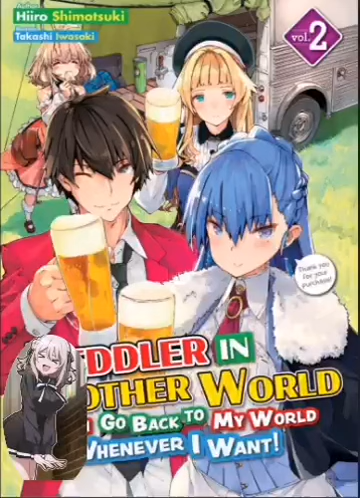 Author: Hiiro Shimotsuki
Takashi Iwasaki
vol. 2
Thank you for your purchase!
DDLER IN
OTHER WORLD
GO BACK TO MY WORLD
WHENEVER I WANT!